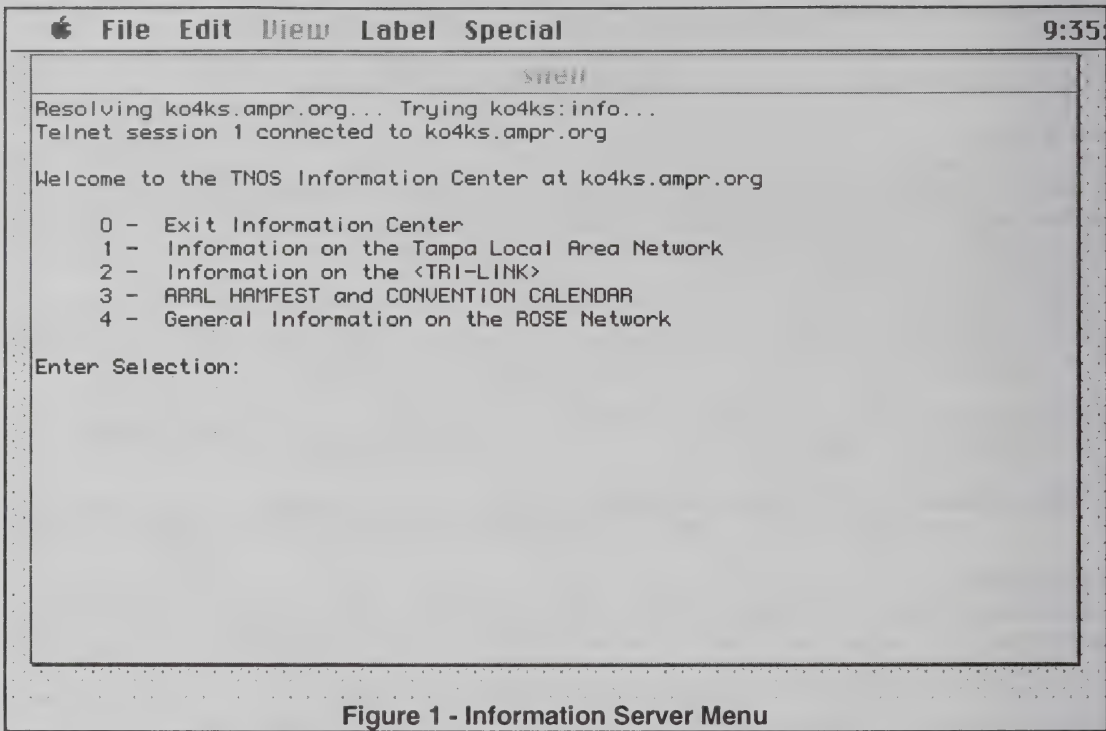 File Edit View Label Special 9:35:
shell
Resolving ko4ks.ampr.org... Trying ko4ks:info...
Telnet session 1 connected to ko4ks.ampr.org
Welcome to the TNOS Information Center at ko4ks.ampr.org
0 - Exit Information Center
1 - Information on the Tampa Local Area Network
2 - Information on the <TRI-LINK>
3 - ARRL HAMFEST and CONVENTION CALENDAR
4 - General Information on the ROSE Network
Enter Selection:
Figure 1 - Information Server Menu